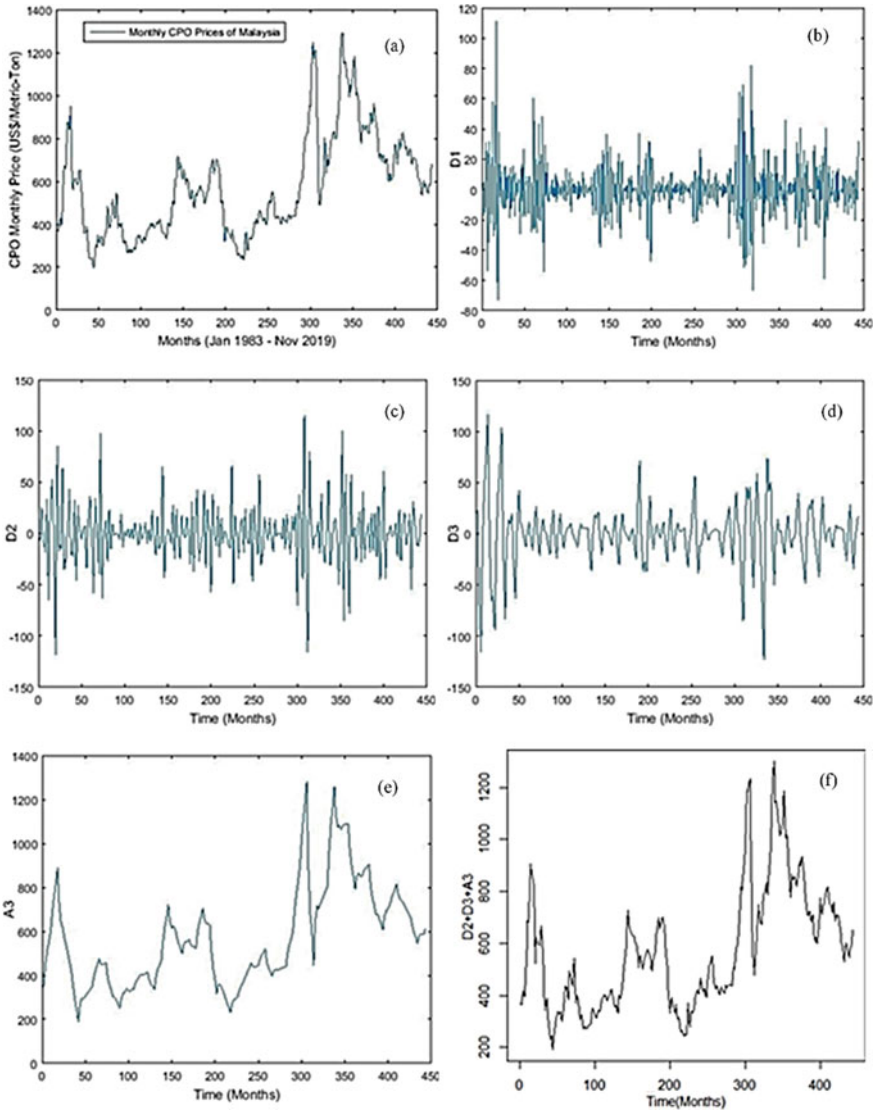 1400
1200
1000
800
600
400
200
0
CPO Monthly Price (US$/Metric-Ton)
Monthly CPO Prices of Malaysia
(a)
0 50 100 150 200 250 300 350 400 450
Months (Jan 1983 - Nov 2019)
120
100
80
60
40
20
0
-20
-40
-60
-80
D1
(b)
0 50 100 150 200 250 300 350 400 450
Time (Months)
150
100
50
0
-50
-100
-150
D2
(c)
0 50 100 150 200 250 300 350 400 450
Time (Months)
150
100
50
0
-50
-100
-150
D3
(d)
0 50 100 150 200 250 300 350 400 450
Time (Months)
1400
1200
1000
800
600
400
200
0
A3
(e)
0 50 100 150 200 250 300 350 400 450
Time (Months)
1200
1000
800
600
400
200
D2+D3+A3
(f)
0 100 200 300 400
Time(Months)